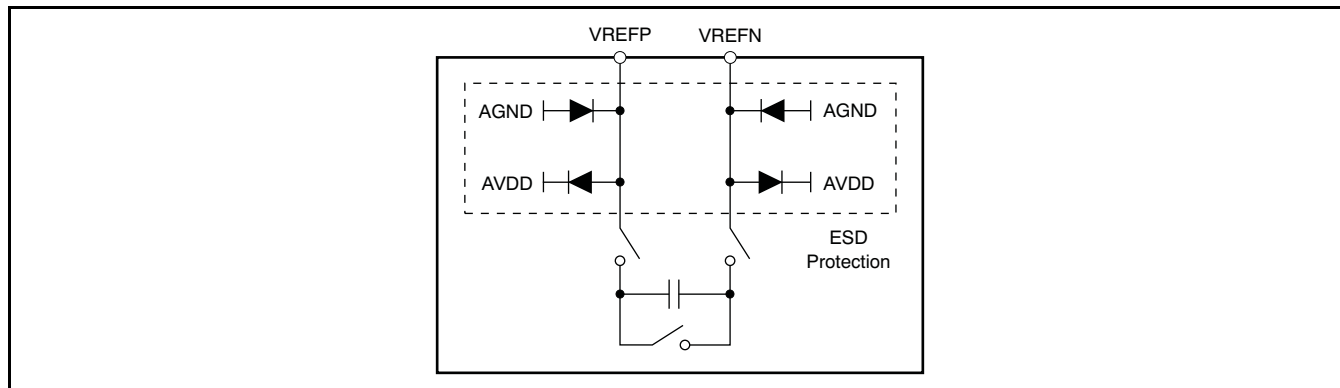 VREFP VREFN
AGND AGND
AVDD AVDD
ESD
Protection